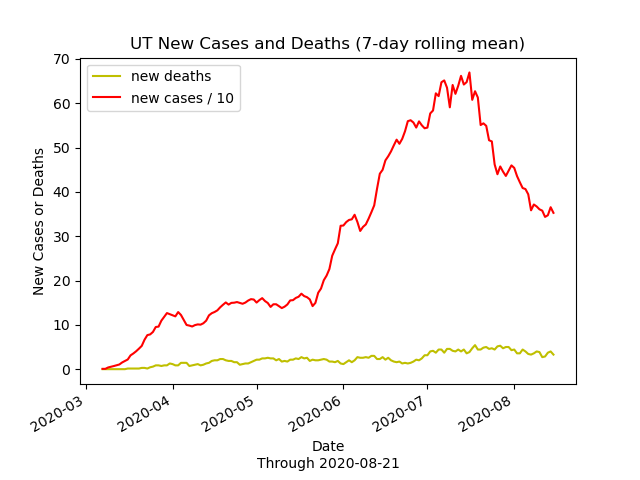 UT New Cases and Deaths (7-day rolling mean)
new deaths
new cases / 10
70
60
50
40
30
20
10
0
New Cases or Deaths
2020-03
2020-04
2020-05
2020-06
2020-07
2020-08
Date
Through 2020-08-21